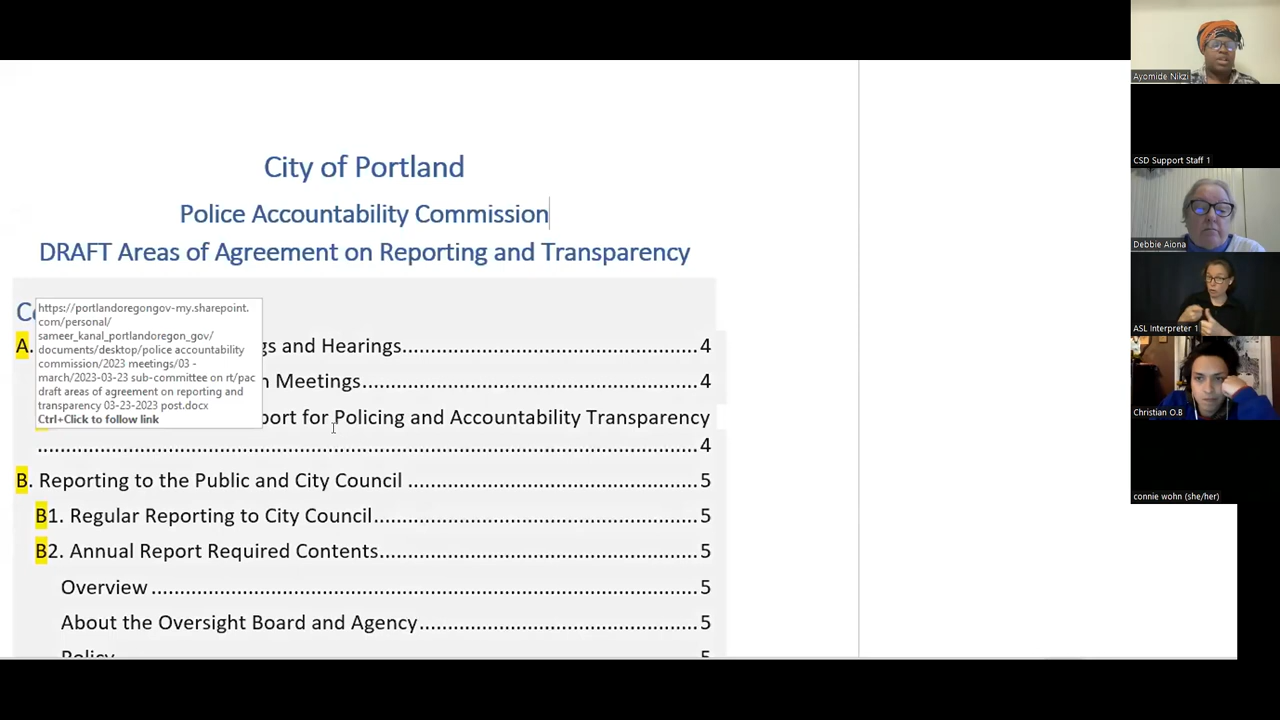 City of Portland
Police Accountability Commission
DRAFT Areas of Agreement on Reporting and Transparency
https://portlandoregongov-my.sharepoint.
com/personal/
sameer_kanal_portlandoregon_gov/
documents/desktop/police accountability
commission/2023 meetings/03 -
march/2023-03-23 sub-committee on rt/pac
draft areas of agreement on reporting and
transparency 03-23-2023 post.docx
Ctrl+Click to follow link
A. gs and Hearings 4
Meetings 4
port for Policing and Accountability Transparency
4
B. Reporting to the Public and City Council 5
B1. Regular Reporting to City Council 5
B2. Annual Report Required Contents 5
Overview 5
About the Oversight Board and Agency 5
Policy 5
Ayomide Nikzi
CSD Support Staff 1
Debbie Aiona
ASL Interpreter 1
Christian O.B
connie wohn (she/her)